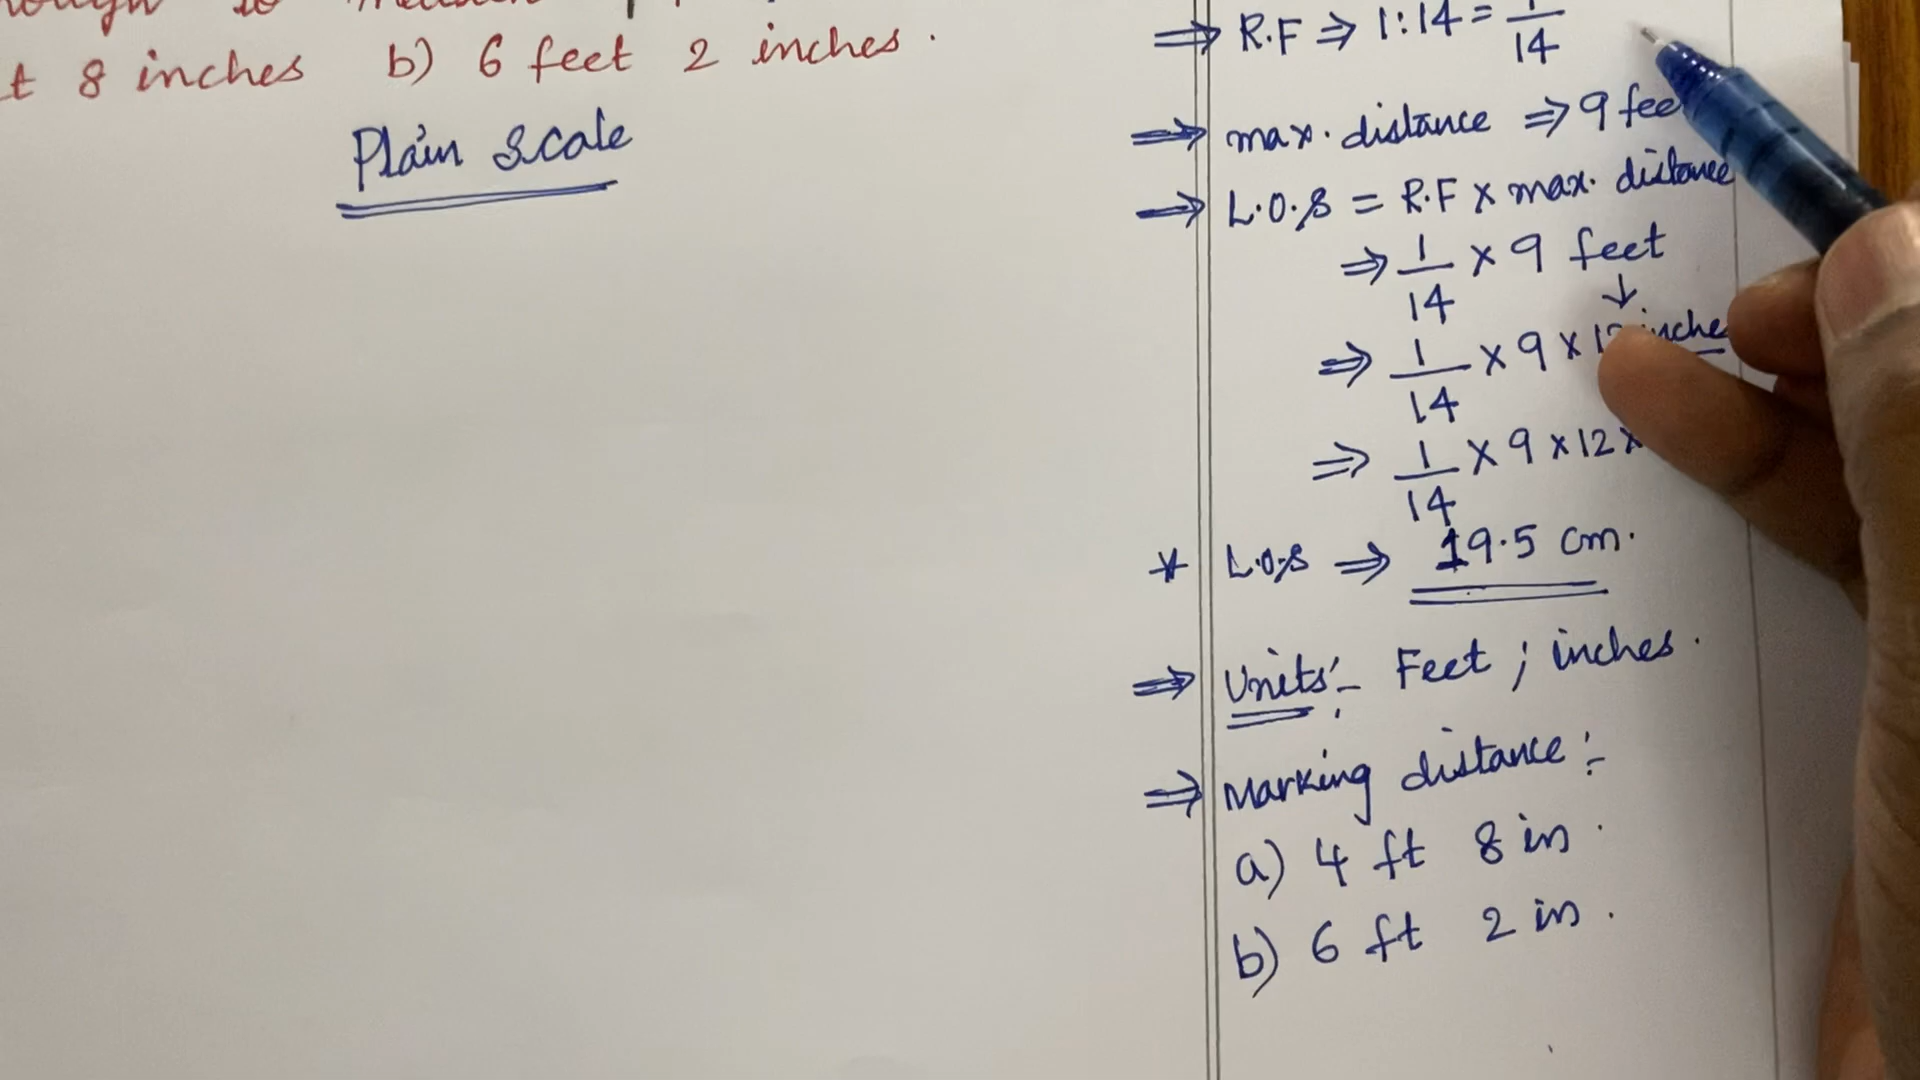 to
t 8 inches b) 6 feet 2 inches.
Plain scale
⇒ R.F ⇒ 1:14 = 1/14
⇒ max. distance ⇒ 9 fee
⇒ L.O.S = R.F x max. distance
⇒ 1/14 x 9 feet
↓
⇒ 1/14 x 9 x inche
⇒ 1/14 x 9 x 12 x
* L.O.S ⇒ 19.5 cm.
⇒ Units:- Feet ; inches.
⇒ Marking distance:-
a) 4 ft 8 in.
b) 6 ft 2 in.